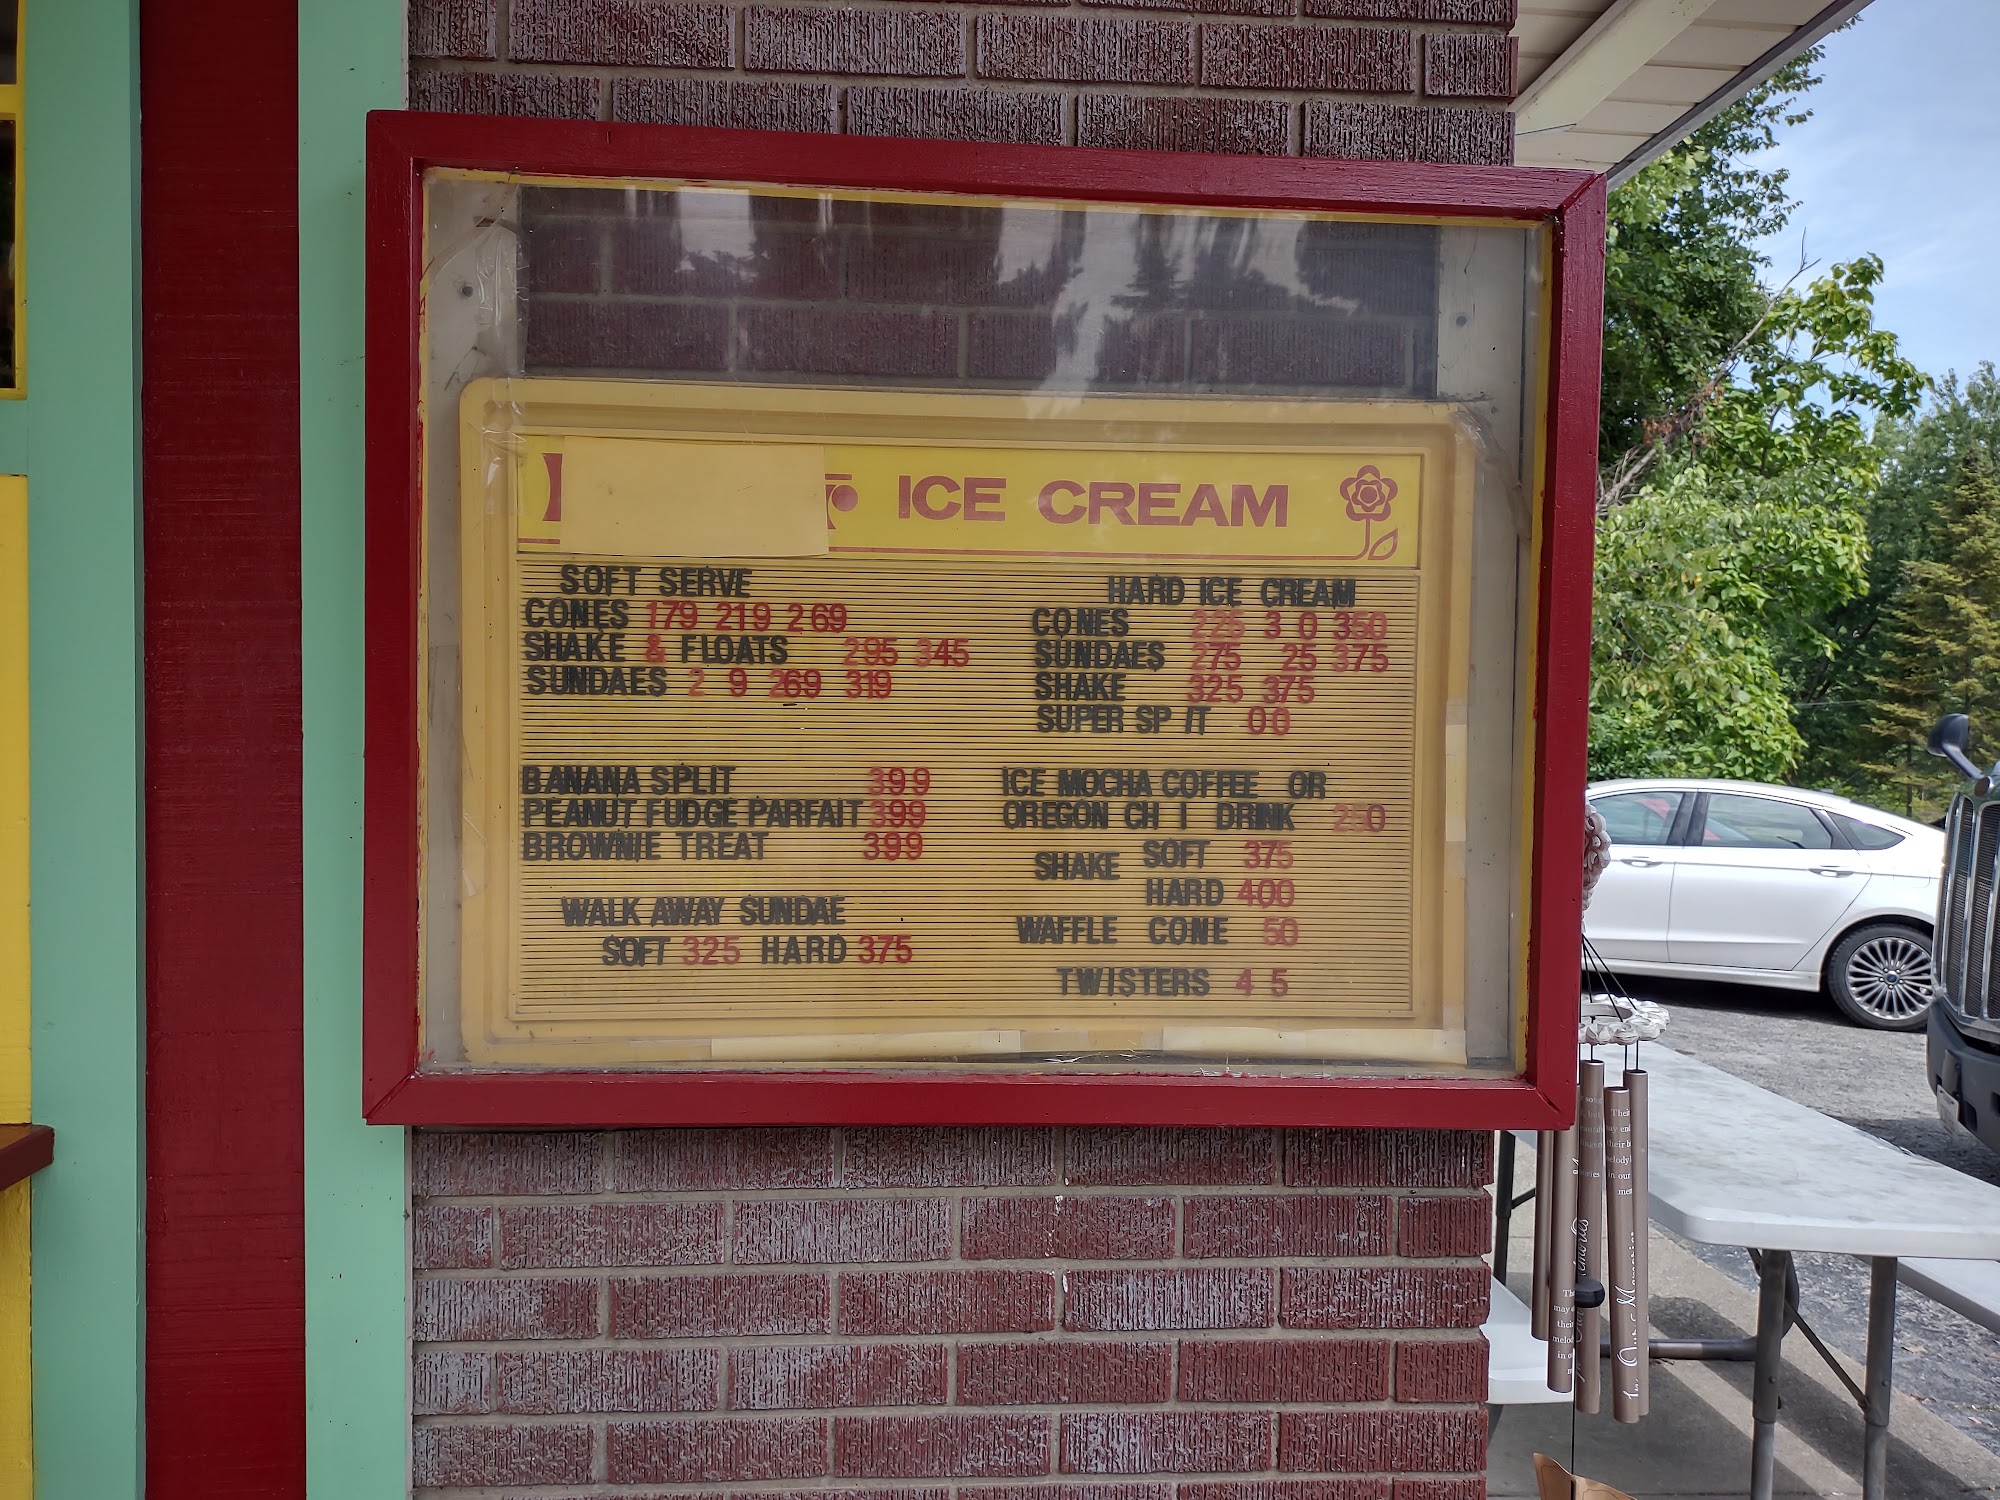 ICE CREAM
SOFT SERVE
CONES 179 219 269
SHAKE & FLOATS 295 345
SUNDAES 2 9 269 319
BANANA SPLIT 399
PEANUT FUDGE PARFAIT 399
BROWNIE TREAT 399
WALK AWAY SUNDAE
SOFT 325 HARD 375
HARD ICE CREAM
CONES 225 3 0 350
SUNDAES 275 25 375
SHAKE 325 375
SUPER SP IT 00
ICE MOCHA COFFEE OR
OREGON CH I DRINK 250
SHAKE SOFT 375
HARD 400
WAFFLE CONE 50
TWISTERS 4 5